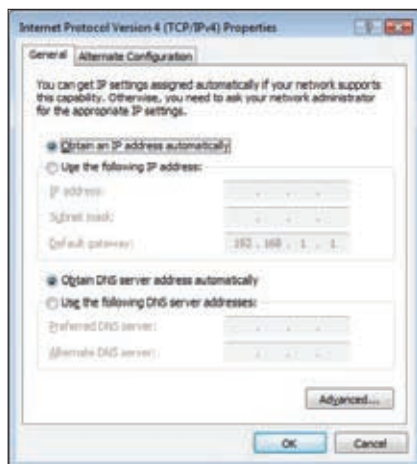 Internet Protocol Version 4 (TCP/IPv4) Properties
General
Alternate Configuration
You can get IP settings assigned automatically if your network supports
this capability. Otherwise, you need to ask your network administrator
for the appropriate IP settings.
Obtain an IP address automatically
Use the following IP address:
IP address:
Subnet mask:
Default gateway:
192 . 168 . 1 . 1
Obtain DNS server address automatically
Use the following DNS server addresses:
Preferred DNS server:
Alternate DNS server:
Advanced...
OK
Cancel